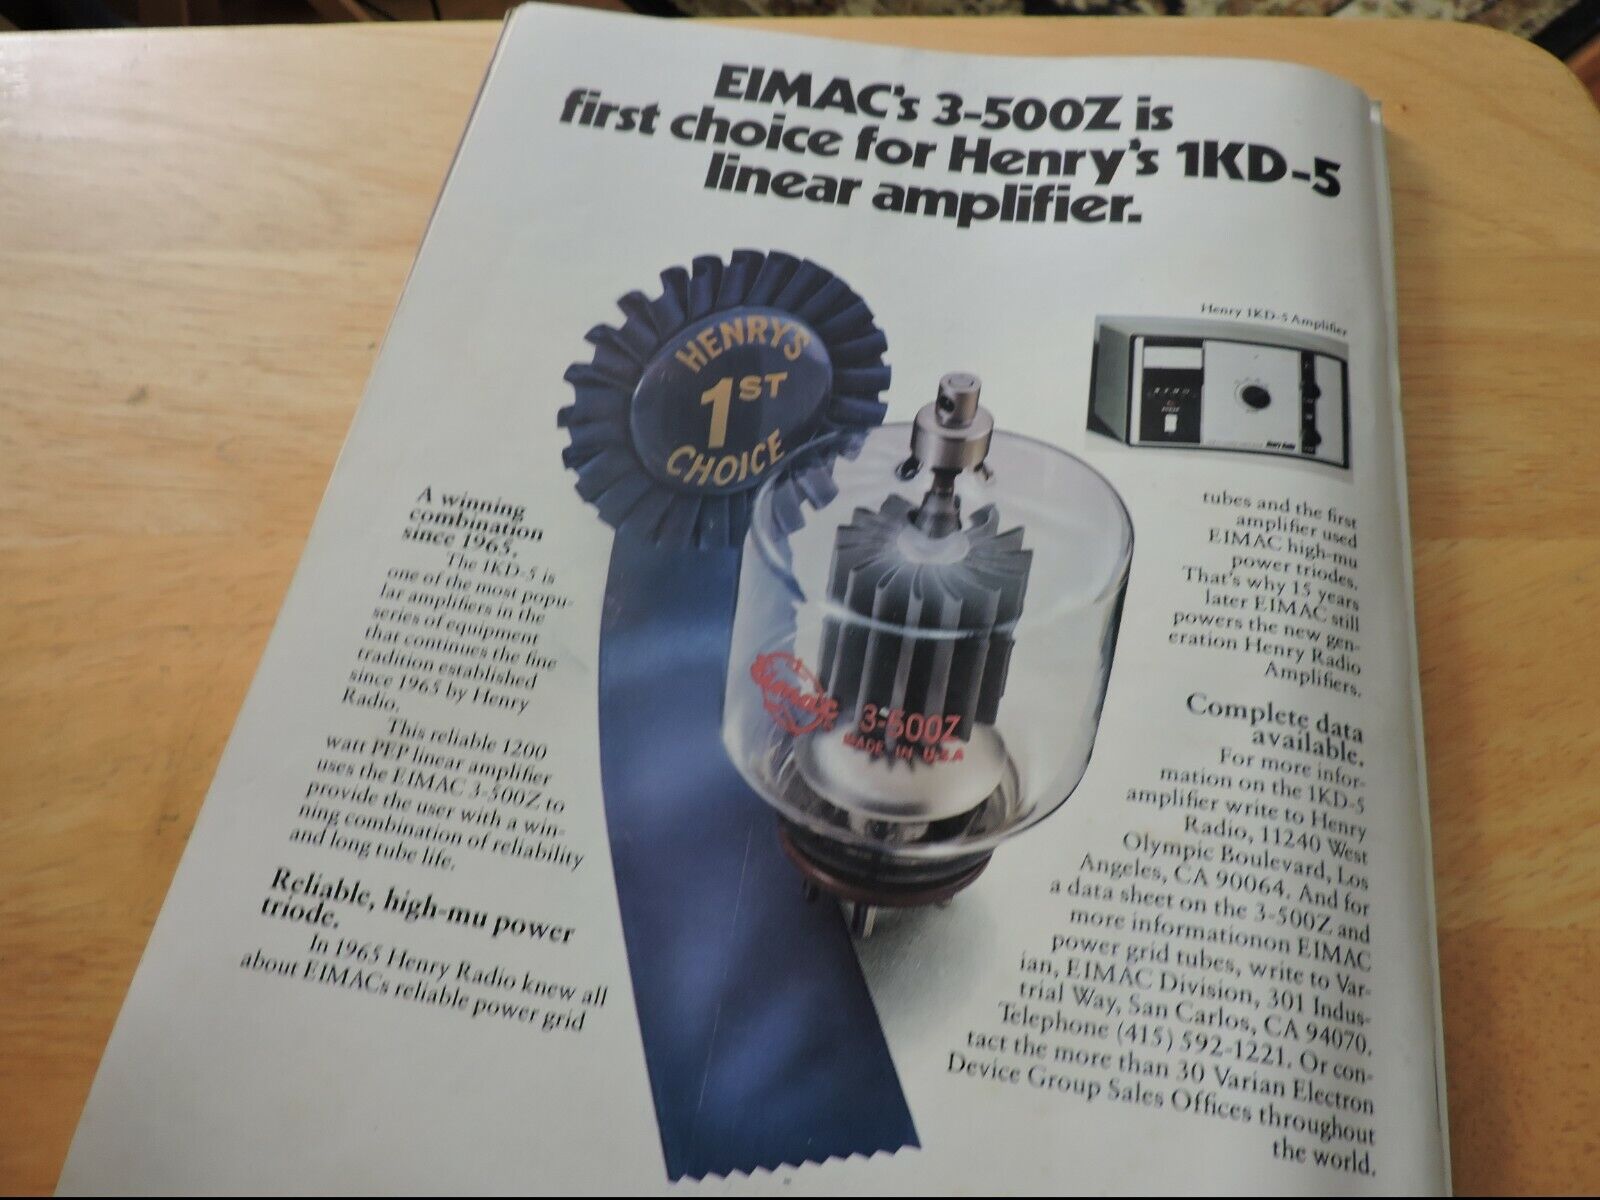 EIMAC's 3-500Z is
first choice for Henry's 1KD-5
linear amplifier.
HENRY'S
1ST
CHOICE
Henry 1KD-5 Amplifier
Henry Radio
Eimac
3-500Z
MADE IN U.S.A
A winning
combination
since 1965.
The 1KD-5 is
one of the most popu-
lar amplifiers in the
series of equipment
that continues the fine
tradition established
since 1965 by Henry
Radio.
This reliable 1200
watt PEP linear amplifier
uses the EIMAC 3-500Z to
provide the user with a win-
ning combination of reliability
and long tube life.
Reliable, high-mu power
triode.
In 1965 Henry Radio knew all
about EIMACs reliable power grid
tubes and the first
amplifier used
EIMAC high-mu
power triodes.
That's why 15 years
later EIMAC still
powers the new gen-
eration Henry Radio
Amplifiers.
Complete data
available.
For more infor-
mation on the 1KD-5
amplifier write to Henry
Radio, 11240 West
Olympic Boulevard, Los
Angeles, CA 90064. And for
a data sheet on the 3-500Z and
more informationon EIMAC
power grid tubes, write to Var-
ian, EIMAC Division, 301 Indus-
trial Way, San Carlos, CA 94070.
Telephone (415) 592-1221. Or con-
tact the more than 30 Varian Electron
Device Group Sales Offices throughout
the world.